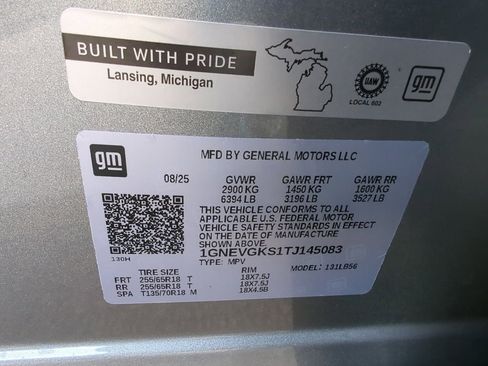 BUILT WITH PRIDE
Lansing, Michigan
UAW
LOCAL 602
gm
gm
MFD BY GENERAL MOTORS LLC
08/25 GVWR GAWR FRT GAWR RR
2900 KG 1450 KG 1600 KG
6394 LB 3196 LB 3527 LB
THIS VEHICLE CONFORMS TO ALL
APPLICABLE U.S. FEDERAL MOTOR
VEHICLE SAFETY STANDARDS IN EFFECT
ON THE DATE OF MANUFACTURE SHOWN ABOVE.
1GNEVGKS1TJ145083
130H
TYPE: MPV MODEL: 131LB56
TIRE SIZE RIM
FRT 255/65R18 T 18X7.5J
RR 255/65R18 T 18X7.5J
SPA T135/70R18 M 18X4.5B